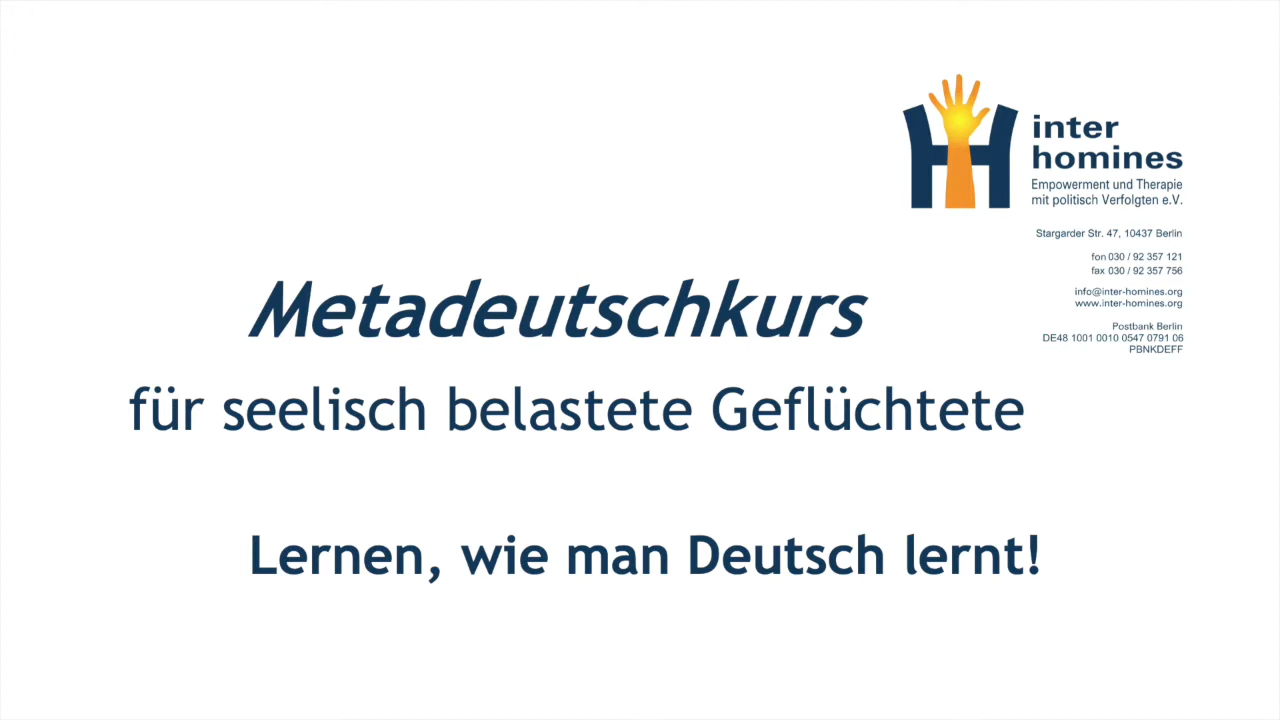 inter
homines
Empowerment und Therapie
mit politisch Verfolgten e.V.
Stargarder Str. 47, 10437 Berlin
fon 030 / 92 357 121
fax 030 / 92 357 756
info@inter-homines.org
www.inter-homines.org
Postbank Berlin
DE48 1001 0010 0547 0791 06
PBNKDEFF
Metadeutschkurs
für seelisch belastete Geflüchtete
Lernen, wie man Deutsch lernt!